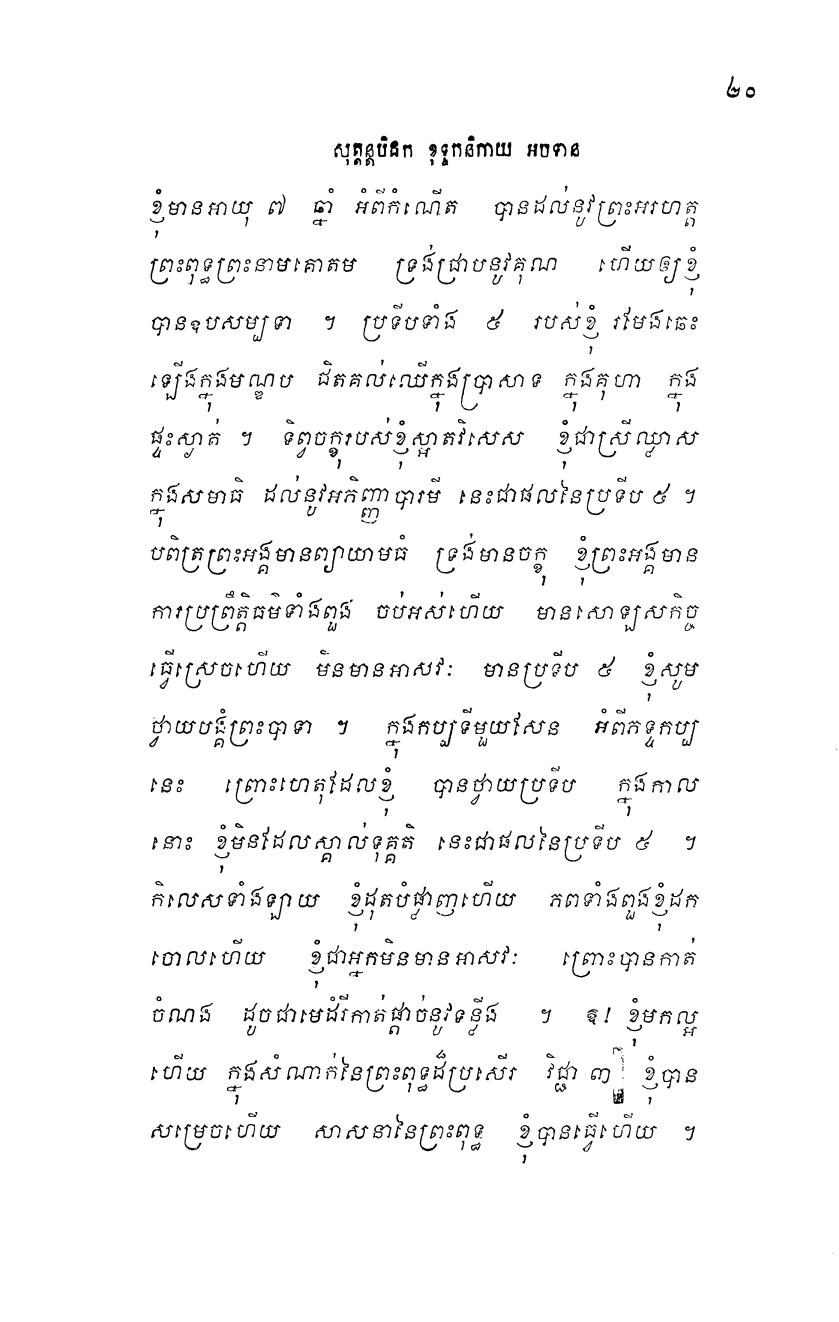 ២០
សុត្តន្តបិដក ខុទ្ទកនិកាយ អបទាន
ខ្ញុំមានអាយុ ៧ ឆ្នាំ អំពីកំណើត បានដល់នូវព្រះអរហត្ត
ព្រះពុទ្ធព្រះនាមគោតម ទ្រង់ជ្រាបនូវគុណ ហើយឲ្យខ្ញុំ
បានឧបសម្បទា ។ ប្រទីបទាំង ៥ របស់ខ្ញុំ រមែងឆេះ
ឡើងក្នុងមណ្ឌប ជិតគល់ឈើក្នុងប្រាសាទ ក្នុងគុហា ក្នុង
ផ្ទះស្ងាត់ ។ ទិព្វចក្ខុរបស់ខ្ញុំស្អាតវិសេស ខ្ញុំជាស្រីឈ្លាស
ក្នុងសមាធិ ដល់នូវអភិញ្ញាបារមី នេះជាផលនៃប្រទីប ៥ ។
បពិត្រព្រះអង្គមានព្យាយាមធំ ទ្រង់មានចក្ខុ ខ្ញុំព្រះអង្គមាន
ការប្រព្រឹត្តិធម៌ទាំងពួង ចប់អស់ហើយ មានសោឡសកិច្ច
ធ្វើស្រេចហើយ មិនមានអាសវៈ មានប្រទីប ៥ ខ្ញុំសូម
ថ្វាយបង្គំព្រះបាទា ។ ក្នុងកប្បទីមួយសែន អំពីភទ្ទកប្ប
នេះ ព្រោះហេតុដែលខ្ញុំ បានថ្វាយប្រទីប ក្នុងកាល
នោះ ខ្ញុំមិនដែលស្គាល់ទុគ្គតិ នេះជាផលនៃប្រទីប ៥ ។
កិលេសទាំងឡាយ ខ្ញុំដុតបំផ្លាញហើយ ភពទាំងពួងខ្ញុំដក
ចោលហើយ ខ្ញុំជាអ្នកមិនមានអាសវៈ ព្រោះបានកាត់
ចំណង ដូចជាមេដំរីកាត់ផ្តាច់នូវទន្លីង ។ ឱ! ខ្ញុំមកល្អ
ហើយ ក្នុងសំណាក់នៃព្រះពុទ្ធដ៏ប្រសើរ វិជ្ជា ៣ ខ្ញុំបាន
សម្រេចហើយ សាសនានៃព្រះពុទ្ធ ខ្ញុំបានធ្វើហើយ ។